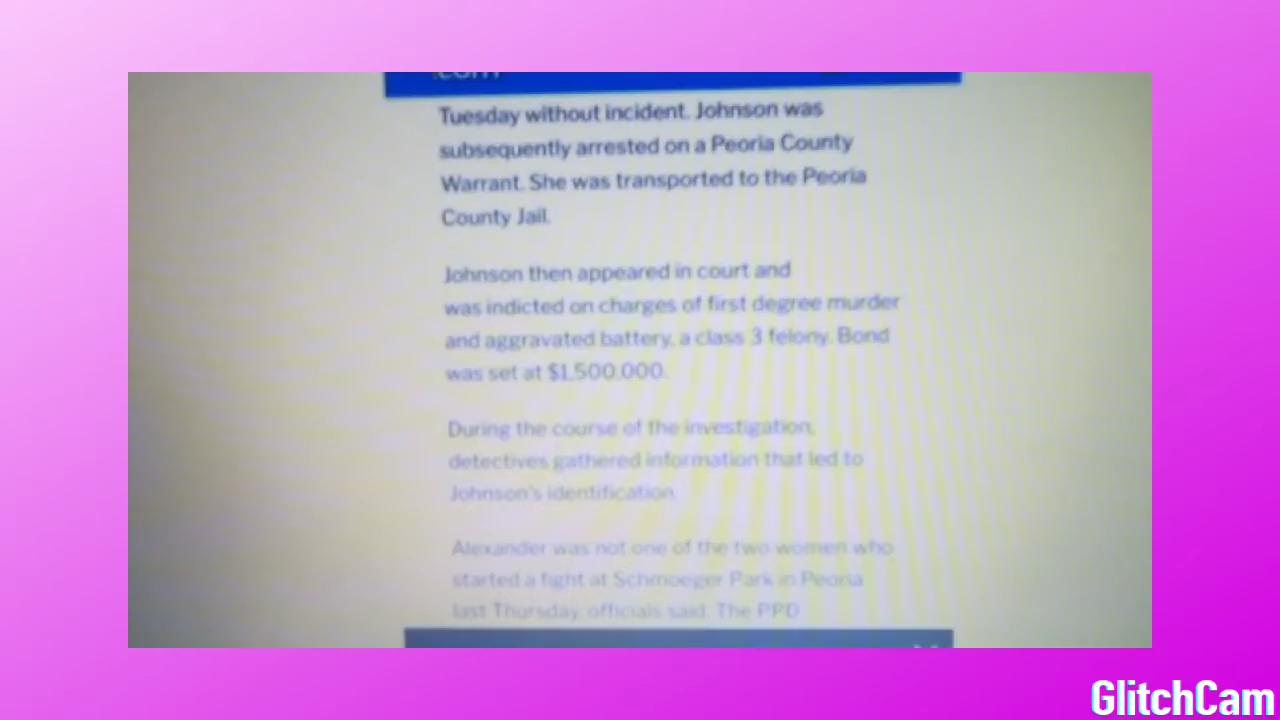 .com
Tuesday without incident. Johnson was
subsequently arrested on a Peoria County
Warrant. She was transported to the Peoria
County Jail.
Johnson then appeared in court and
was indicted on charges of first degree murder
and aggravated battery, a class 3 felony. Bond
was set at $1,500,000.
During the course of the investigation,
detectives gathered information that led to
Johnson's identification.
Alexander was not one of the two women who
started a fight at Schmoeger Park in Peoria
last Thursday, officials said. The PPD
GlitchCam